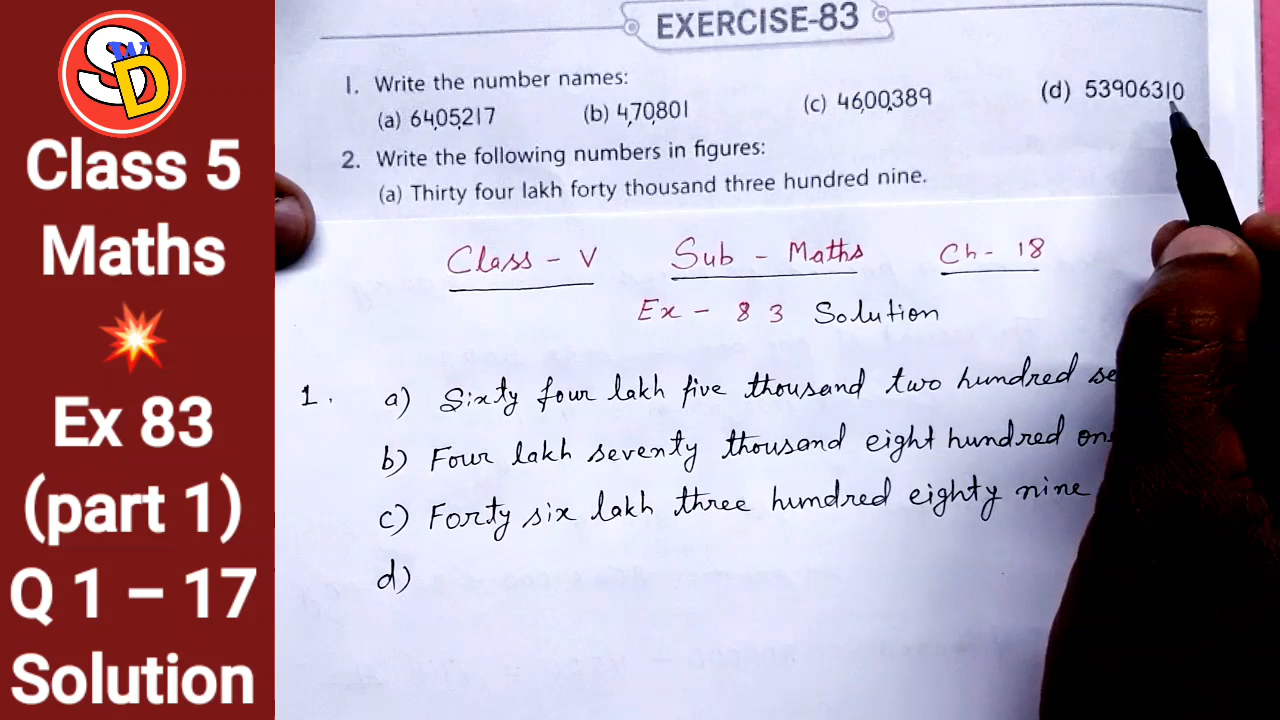 SWD
Class 5
Maths
Ex 83
(part 1)
Q 1 – 17
Solution
EXERCISE-83
1. Write the number names:
(a) 64,05,217 (b) 4,70,801 (c) 46,00,389 (d) 53906310
2. Write the following numbers in figures:
(a) Thirty four lakh forty thousand three hundred nine.
Class - V Sub - Maths Ch - 18
Ex - 83 Solution
1. a) Sixty four lakh five thousand two hundred se
b) Four lakh seventy thousand eight hundred on
c) Forty six lakh three hundred eighty nine
d)